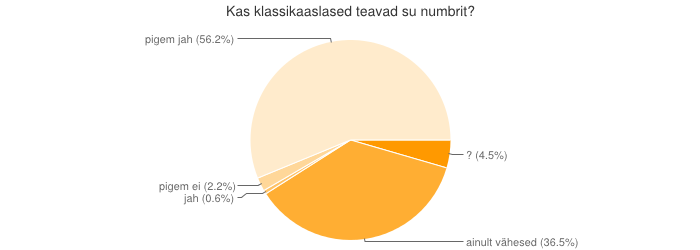 Kas klassikaaslased teavad su numbrit?
pigem jah (56.2%)
? (4.5%)
pigem ei (2.2%)
jah (0.6%)
ainult vähesed (36.5%)